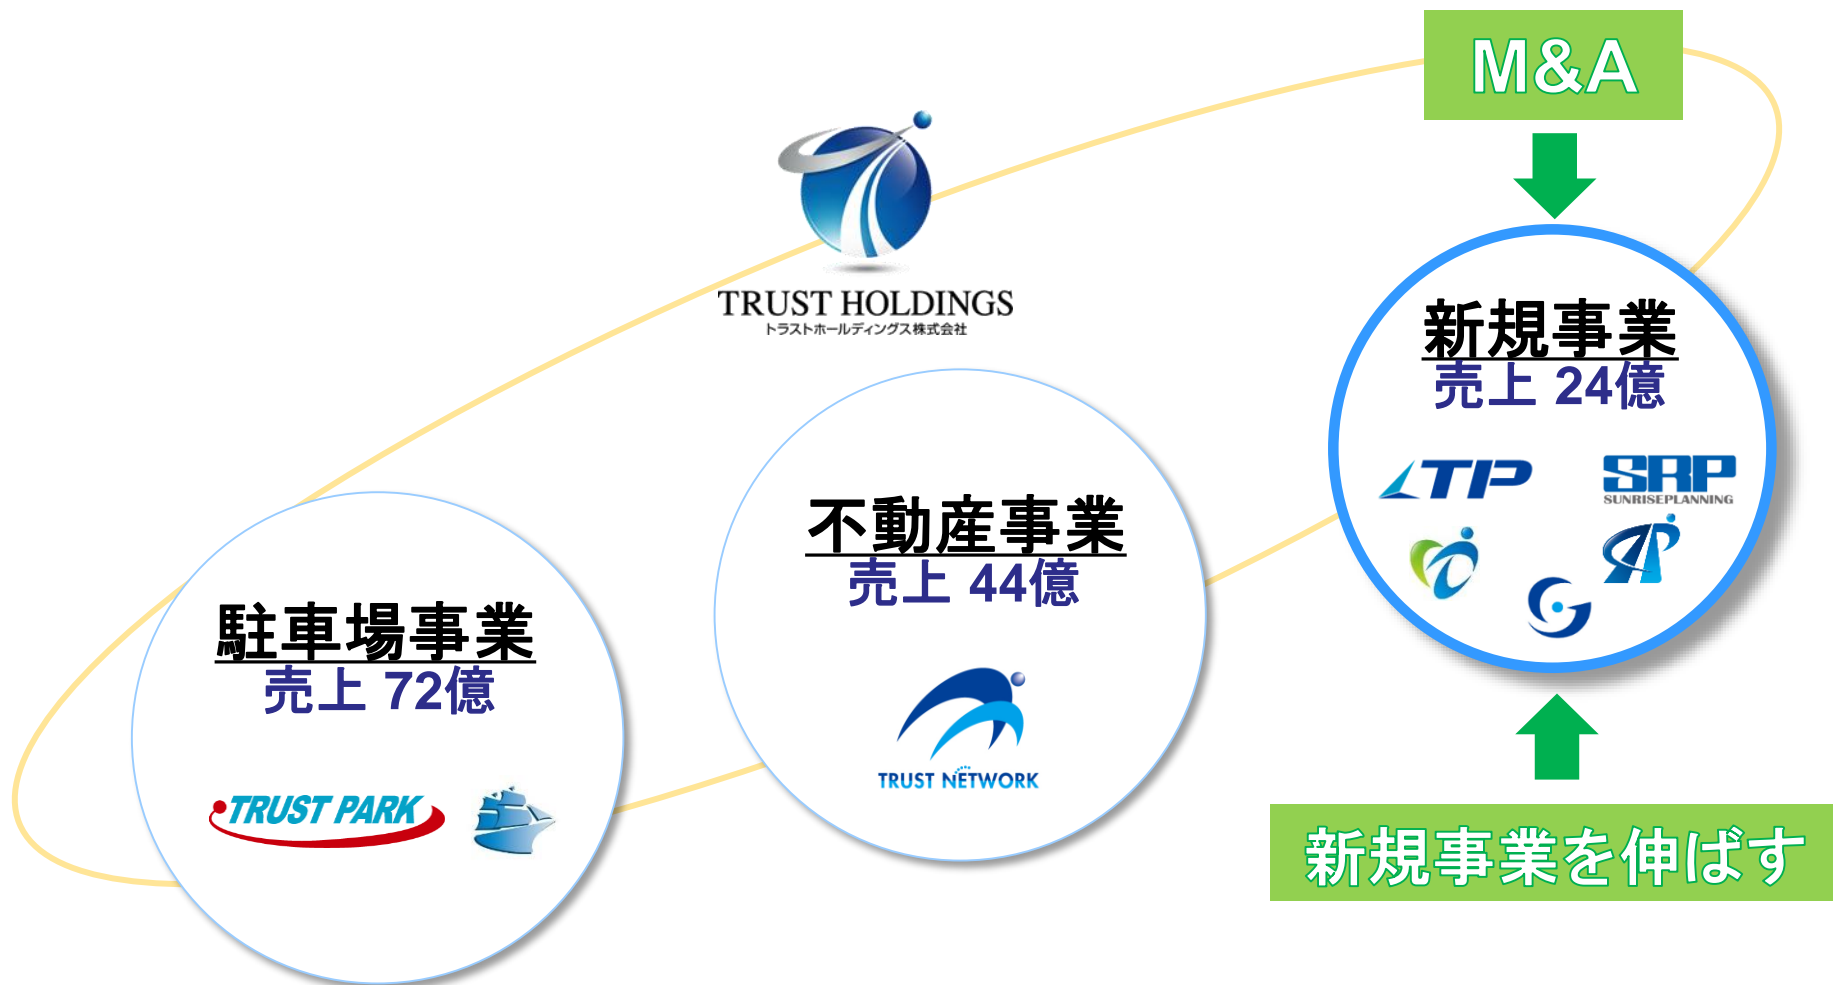 M&A
TRUST HOLDINGS
トラストホールディングス株式会社
新規事業
売上 24億
TP
SRP
SUNRISEPLANNING
不動産事業
売上 44億
TRUST NETWORK
駐車場事業
売上 72億
TRUST PARK
新規事業を伸ばす